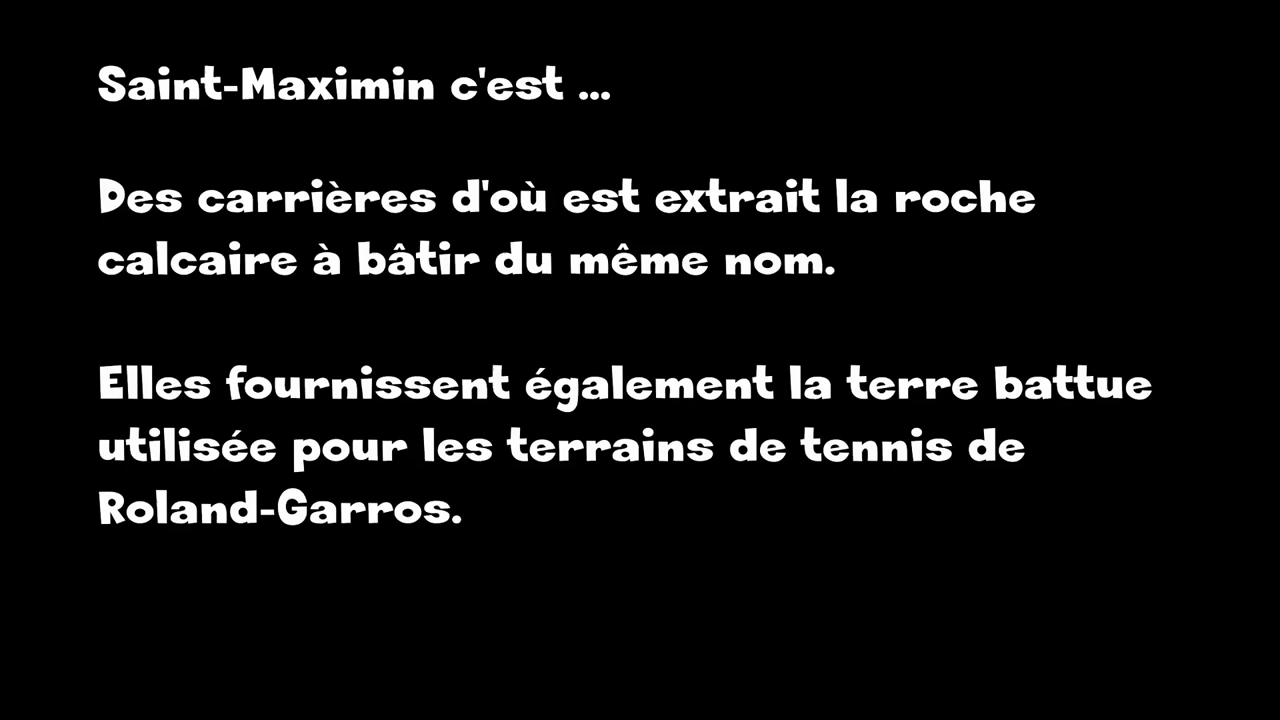 Saint-Maximin c'est ...
Des carrières d'où est extrait la roche
calcaire à bâtir du même nom.
Elles fournissent également la terre battue
utilisée pour les terrains de tennis de
Roland-Garros.